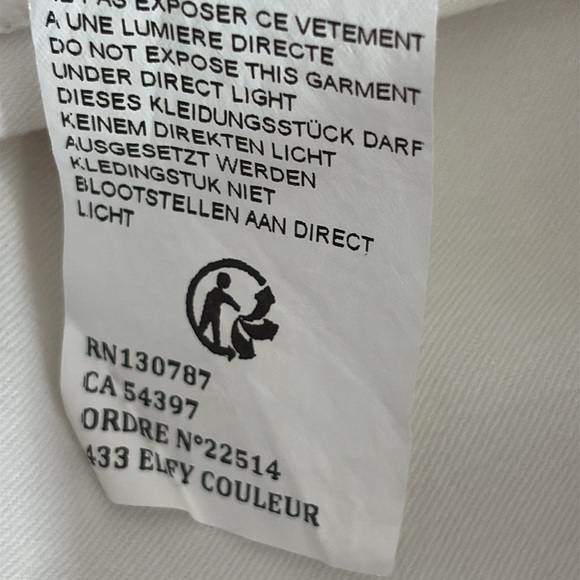 PAS EXPOSER CE VETEMENT
A UNE LUMIERE DIRECTE
DO NOT EXPOSE THIS GARMENT
UNDER DIRECT LIGHT
DIESES KLEIDUNGSSTÜCK DARF
KEINEM DIREKTEN LICHT
AUSGESETZT WERDEN
KLEDINGSTUK NIET
BLOOTSTELLEN AAN DIRECT
LICHT
RN130787
CA 54397
ORDRE N°22514
433 ELFY COULEUR